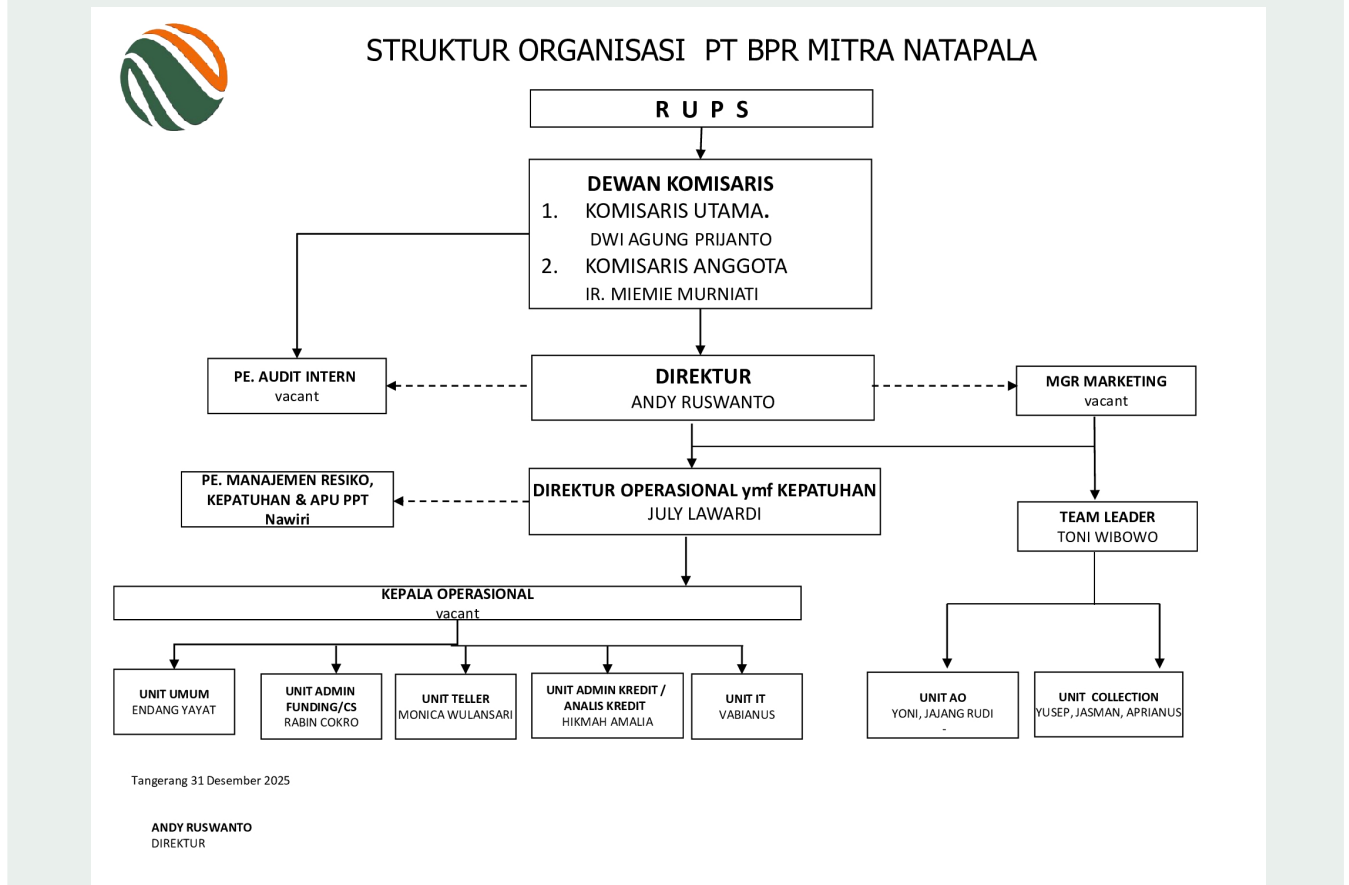 STRUKTUR ORGANISASI PT BPR MITRA NATAPALA
R U P S
DEWAN KOMISARIS
1. KOMISARIS UTAMA.
DWI AGUNG PRIJANTO
2. KOMISARIS ANGGOTA
IR. MIEMIE MURNIATI
PE. AUDIT INTERN
vacant
DIREKTUR
ANDY RUSWANTO
MGR MARKETING
vacant
PE. MANAJEMEN RESIKO,
KEPATUHAN & APU PPT
Nawiri
DIREKTUR OPERASIONAL ymf KEPATUHAN
JULY LAWARDI
TEAM LEADER
TONI WIBOWO
KEPALA OPERASIONAL
vacant
UNIT UMUM
ENDANG YAYAT
UNIT ADMIN
FUNDING/CS
RABIN COKRO
UNIT TELLER
MONICA WULANSARI
UNIT ADMIN KREDIT /
ANALIS KREDIT
HIKMAH AMALIA
UNIT IT
VABIANUS
UNIT AO
YONI, JAJANG RUDI
-
UNIT COLLECTION
YUSEP, JASMAN, APRIANUS
Tangerang 31 Desember 2025
ANDY RUSWANTO
DIREKTUR